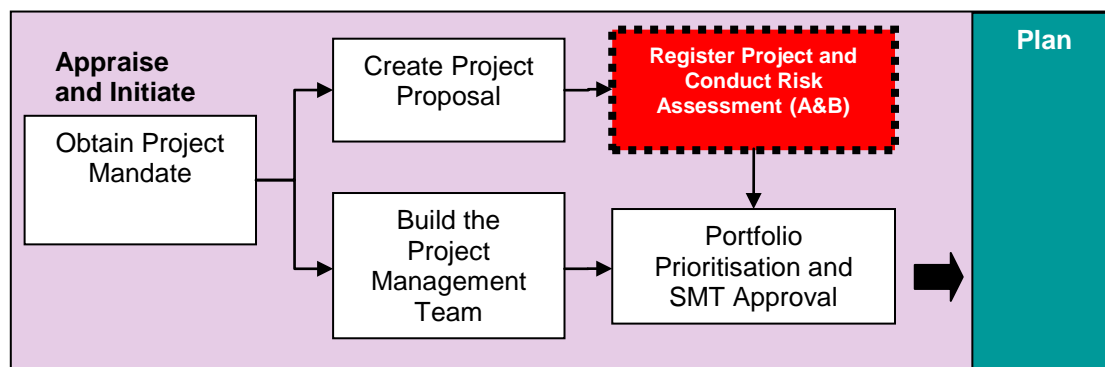 Appraise
and Initiate
Obtain Project
Mandate
Create Project
Proposal
Register Project and
Conduct Risk
Assessment (A&B)
Build the
Project
Management
Team
Portfolio
Prioritisation and
SMT Approval
Plan